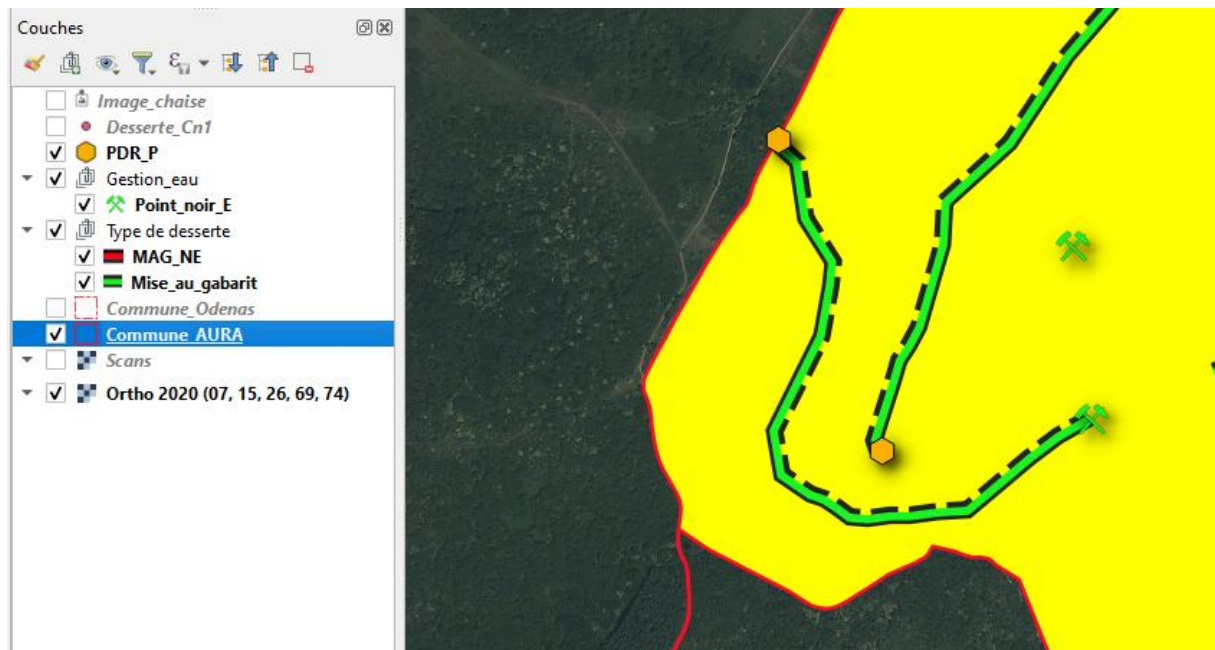 Couches
Image_chaise
Desserte_Cn1
PDR_P
Gestion_eau
Point_noir_E
Type de desserte
MAG_NE
Mise_au_gabarit
Commune_Odenas
Commune_AURA
Scans
Ortho 2020 (07, 15, 26, 69, 74)